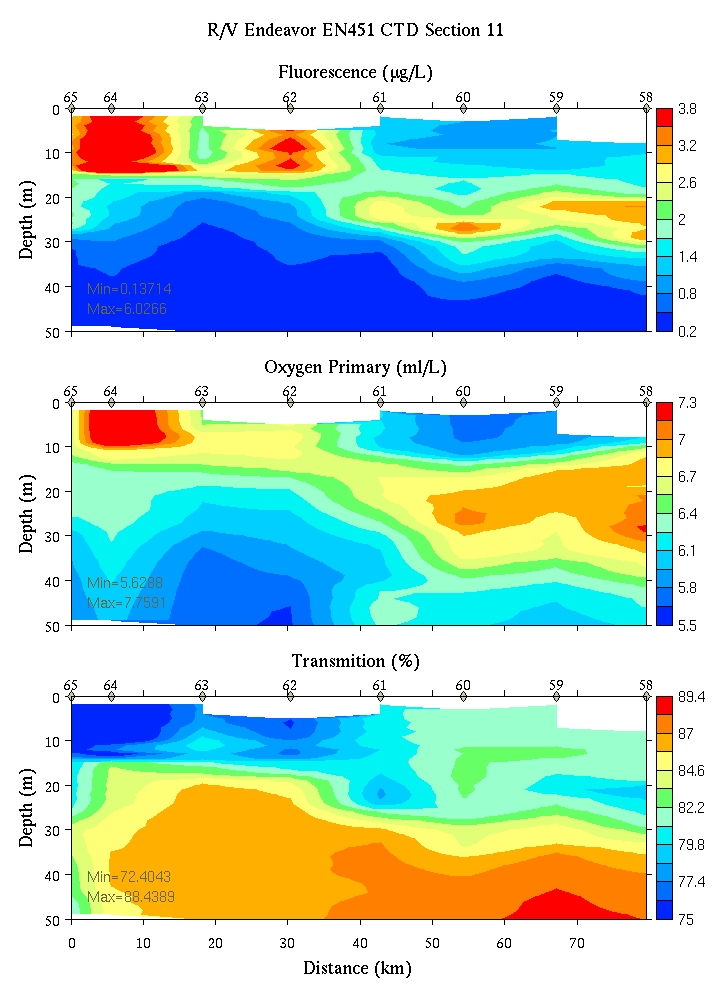 R/V Endeavor EN451 CTD Section 11
Fluorescence (µg/L)
65 64 63 62 61 60 59 58
0 10 20 30 40 50
Depth (m)
Min=0.13714
Max=6.0266
3.8 3.2 2.6 2 1.4 0.8 0.2
Oxygen Primary (ml/L)
65 64 63 62 61 60 59 58
0 10 20 30 40 50
Depth (m)
Min=5.6288
Max=7.7591
7.3 7 6.7 6.4 6.1 5.8 5.5
Transmition (%)
65 64 63 62 61 60 59 58
0 10 20 30 40 50
Depth (m)
Min=72.4043
Max=88.4389
89.4 87 84.6 82.2 79.8 77.4 75
0 10 20 30 40 50 60 70
Distance (km)